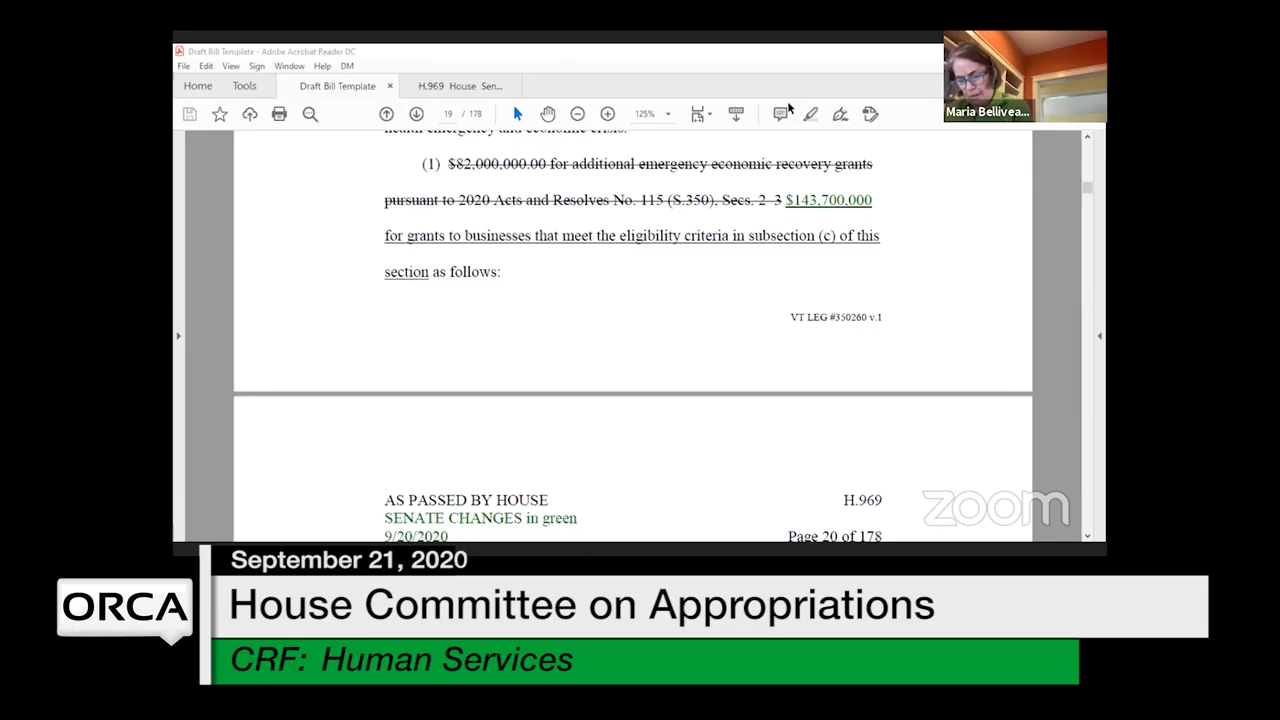 Draft Bill Template - Adobe Acrobat Reader DC
File Edit View Sign Window Help DM
Home Tools Draft Bill Template × H.969 House Sen...
19 / 178 125%
Maria Bellivea...
health emergency and economic crisis.
(1) $82,000,000.00 for additional emergency economic recovery grants
pursuant to 2020 Acts and Resolves No. 115 (S.350), Secs. 2–3 $143,700,000
for grants to businesses that meet the eligibility criteria in subsection (c) of this
section as follows:
VT LEG #350260 v.1
AS PASSED BY HOUSE H.969
SENATE CHANGES in green
9/20/2020 Page 20 of 178
zoom
September 21, 2020
ORCA
House Committee on Appropriations
CRF: Human Services